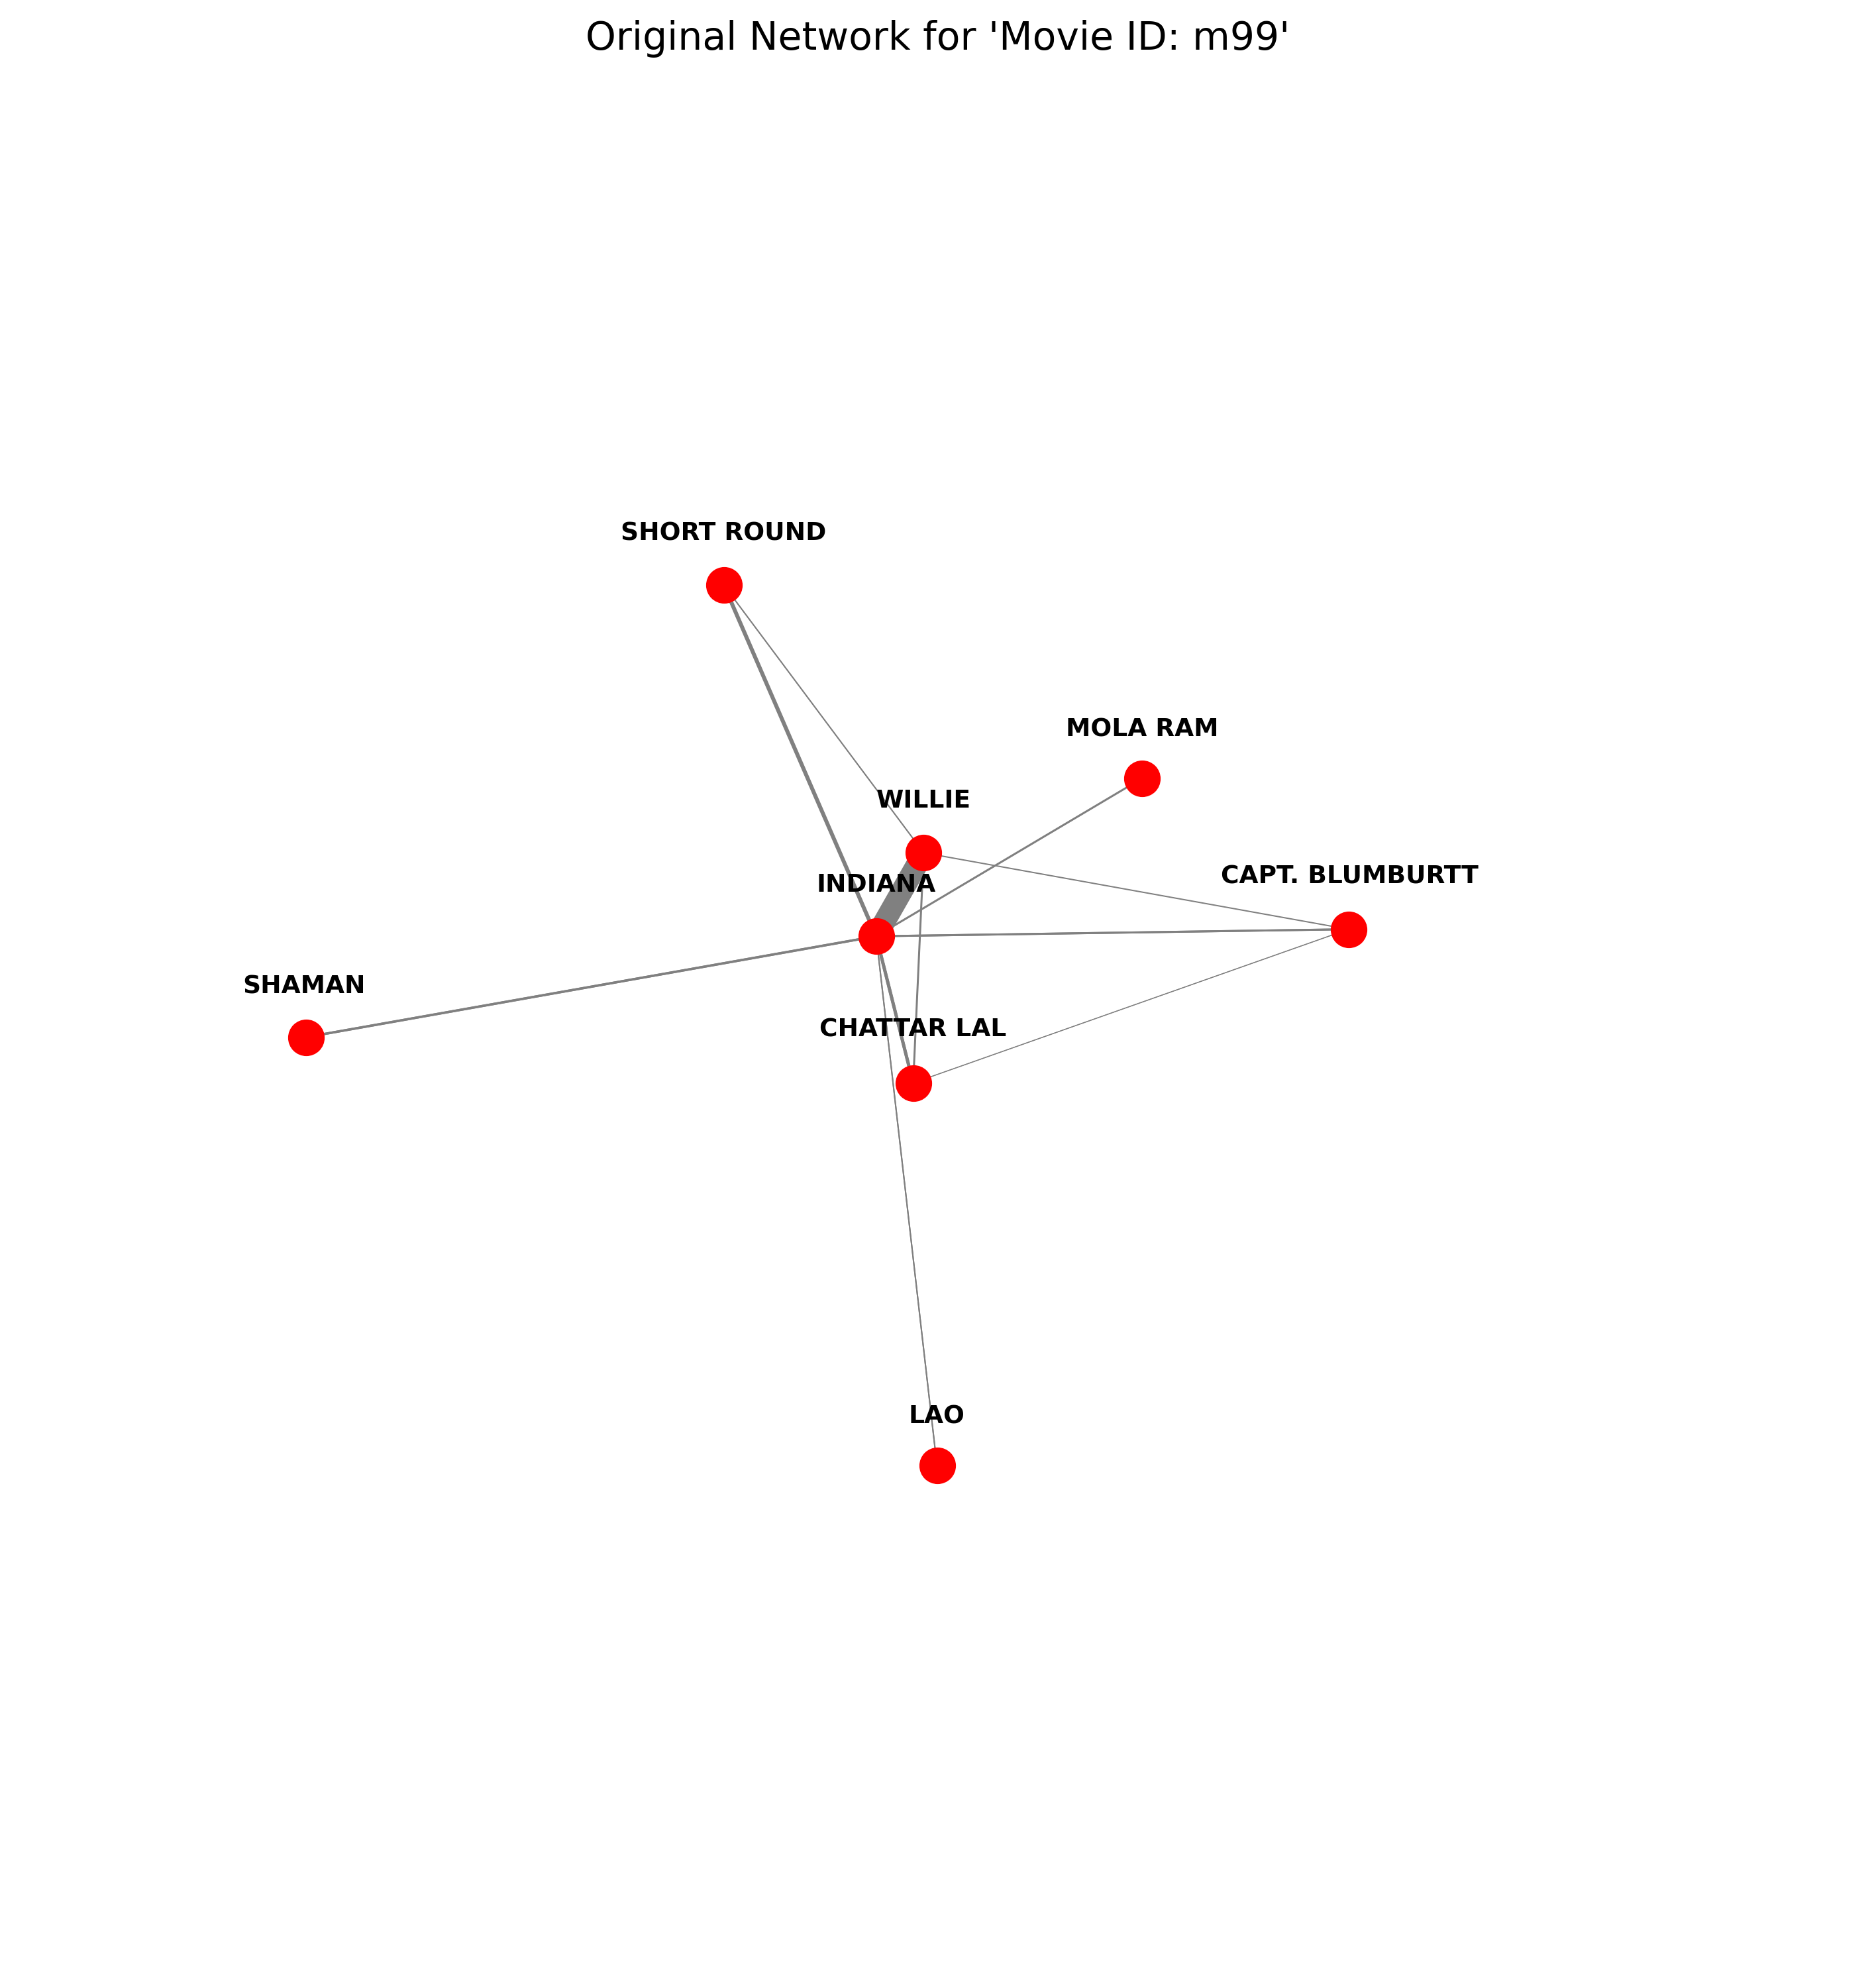 Original Network for 'Movie ID: m99'
SHORT ROUND
MOLA RAM
WILLIE
CAPT. BLUMBURTT
INDIANA
SHAMAN
CHATTAR LAL
LAO